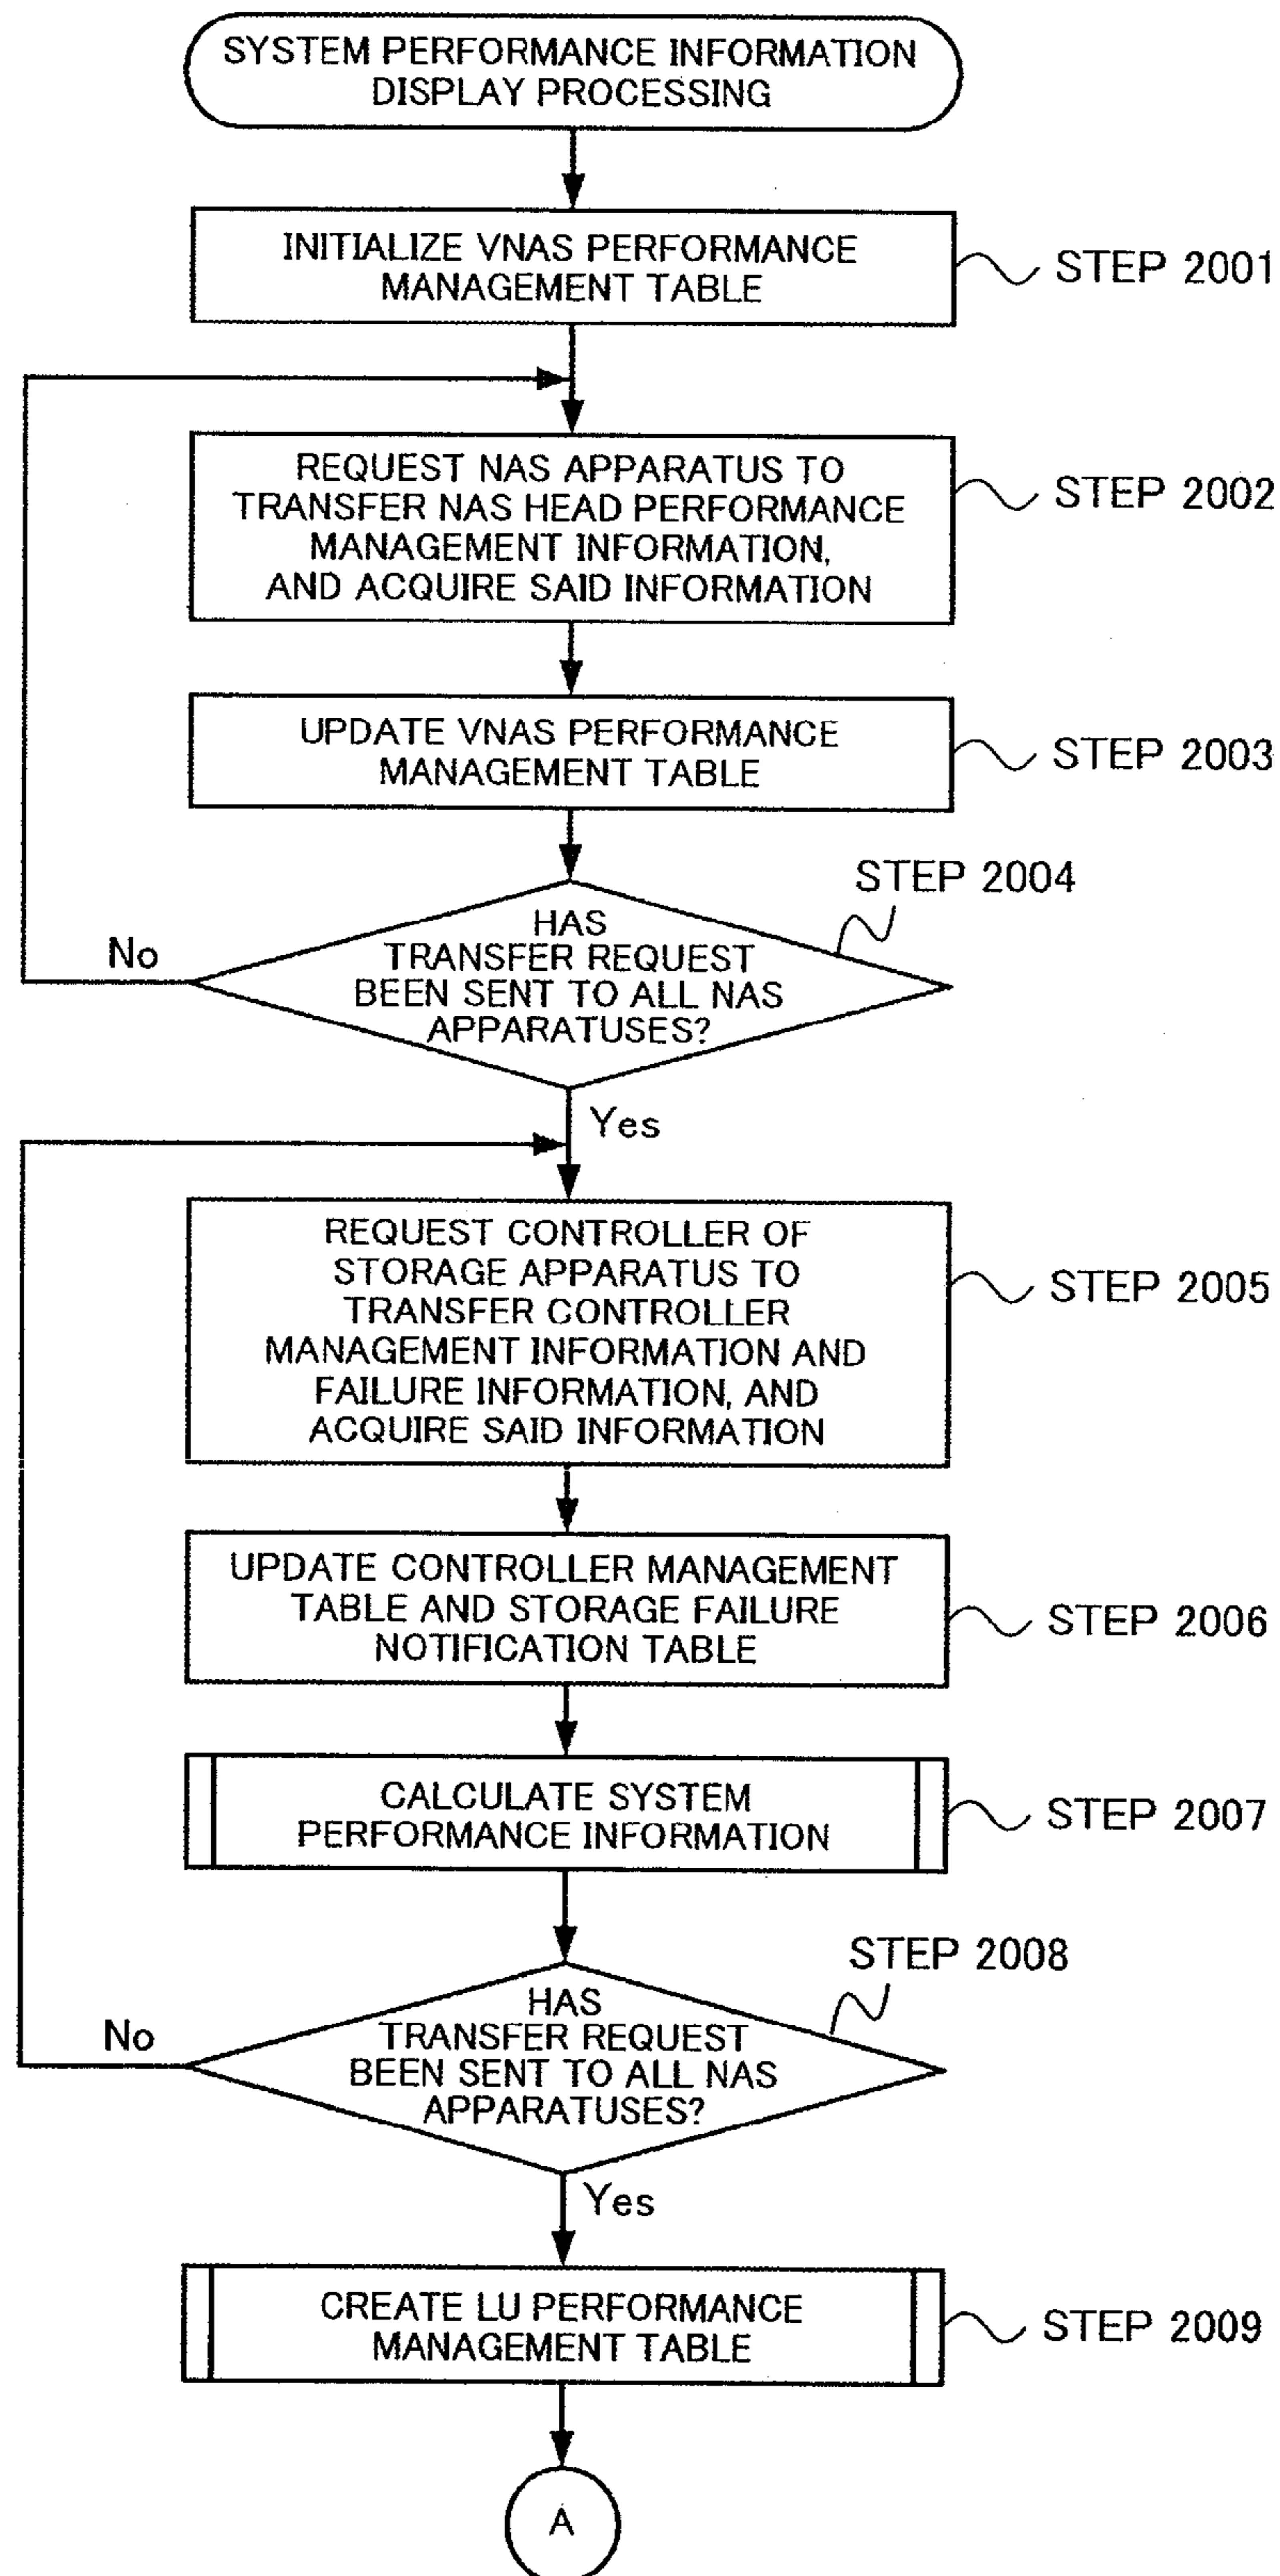 SYSTEM PERFORMANCE INFORMATION
DISPLAY PROCESSING
INITIALIZE VNAS PERFORMANCE
MANAGEMENT TABLE
STEP 2001
REQUEST NAS APPARATUS TO
TRANSFER NAS HEAD PERFORMANCE
MANAGEMENT INFORMATION,
AND ACQUIRE SAID INFORMATION
STEP 2002
UPDATE VNAS PERFORMANCE
MANAGEMENT TABLE
STEP 2003
STEP 2004
HAS
TRANSFER REQUEST
BEEN SENT TO ALL NAS
APPARATUSES?
No
Yes
REQUEST CONTROLLER OF
STORAGE APPARATUS TO
TRANSFER CONTROLLER
MANAGEMENT INFORMATION AND
FAILURE INFORMATION, AND
ACQUIRE SAID INFORMATION
STEP 2005
UPDATE CONTROLLER MANAGEMENT
TABLE AND STORAGE FAILURE
NOTIFICATION TABLE
STEP 2006
CALCULATE SYSTEM
PERFORMANCE INFORMATION
STEP 2007
STEP 2008
HAS
TRANSFER REQUEST
BEEN SENT TO ALL NAS
APPARATUSES?
No
Yes
CREATE LU PERFORMANCE
MANAGEMENT TABLE
STEP 2009
A